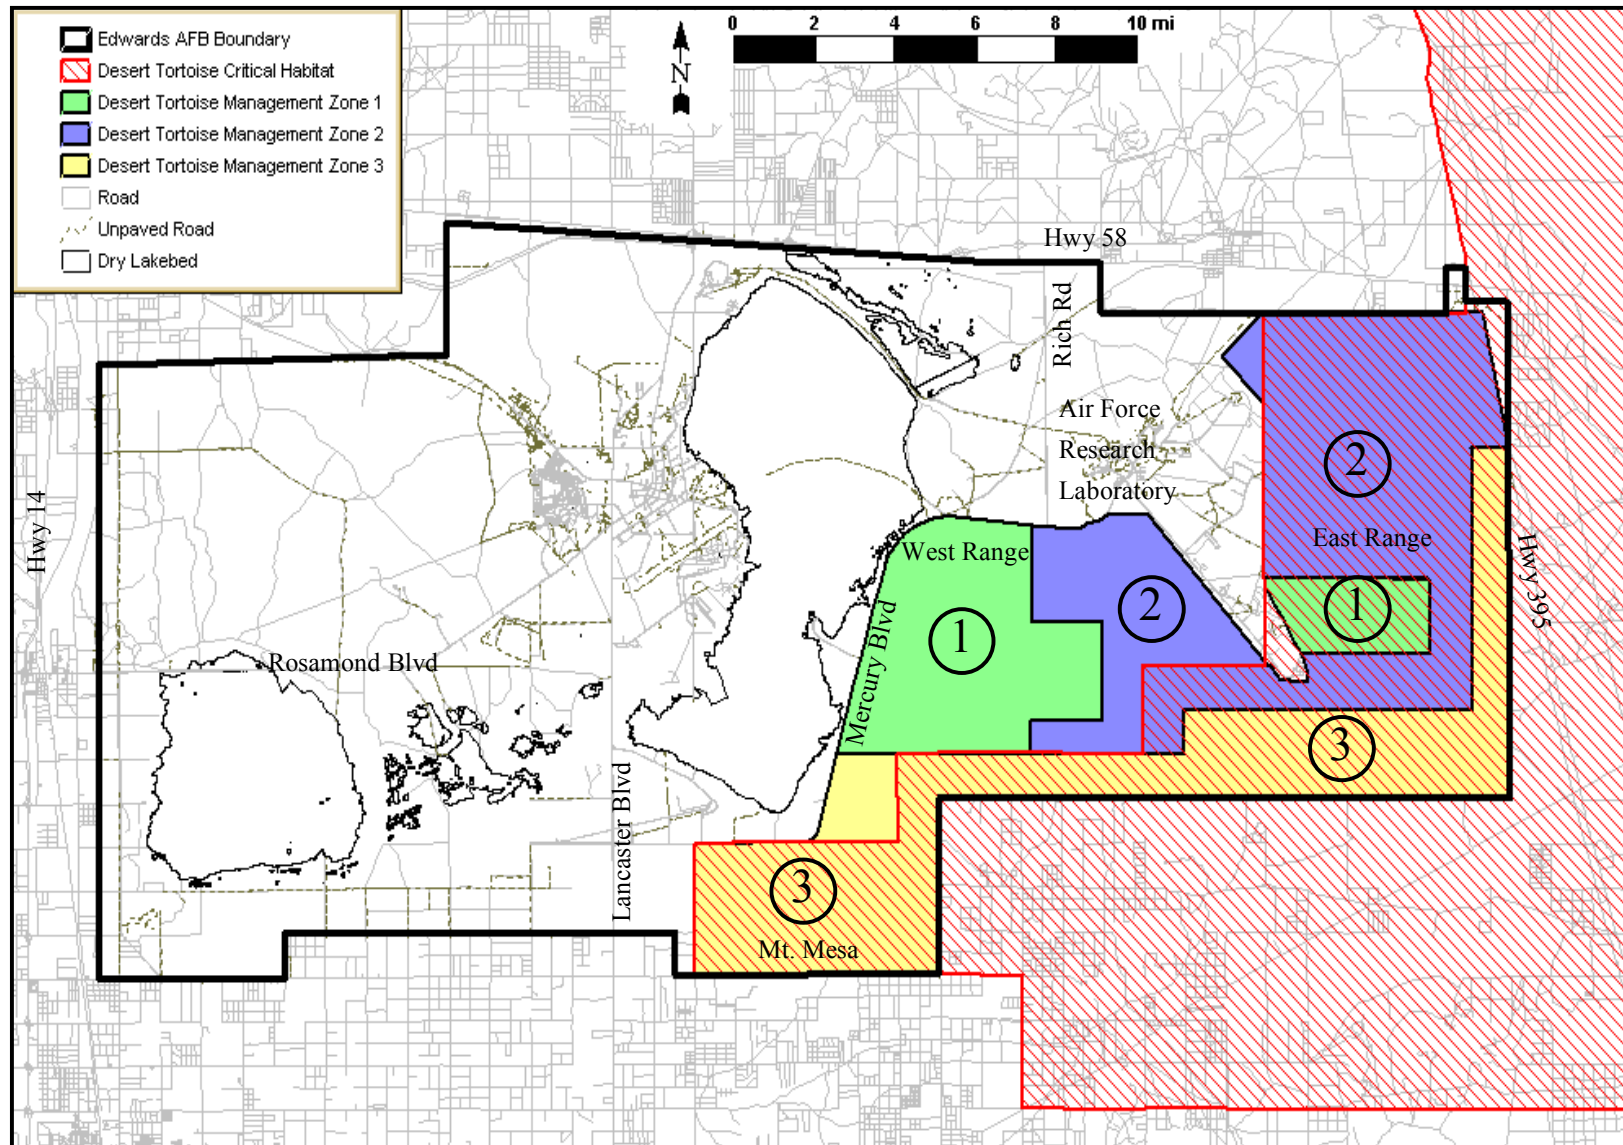 Edwards AFB Boundary
Desert Tortoise Critical Habitat
Desert Tortoise Management Zone 1
Desert Tortoise Management Zone 2
Desert Tortoise Management Zone 3
Road
Unpaved Road
Dry Lakebed
0 2 4 6 8 10 mi
N
Hwy 58
Rich Rd
Air Force
Research
Laboratory
2
East Range
Hwy 14
West Range
Hwy 395
1
2
1
Mercury Blvd
Rosamond Blvd
3
Lancaster Blvd
3
Mt. Mesa